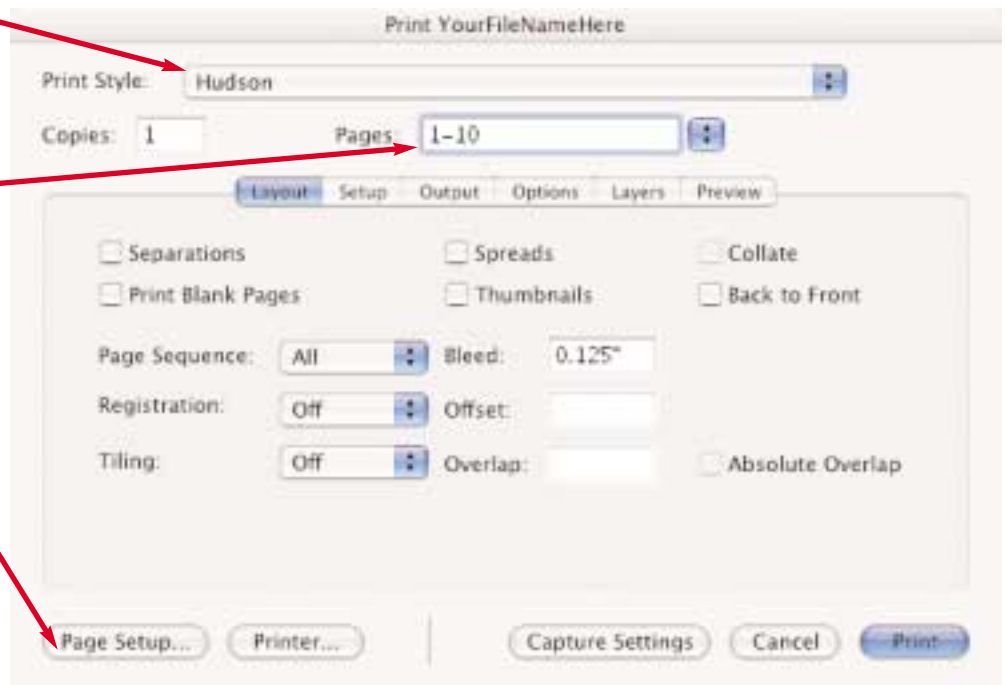 Print YourFileNameHere
Print Style: Hudson
Copies: 1 Pages: 1-10
Layout Setup Output Options Layers Preview
Separations Spreads Collate
Print Blank Pages Thumbnails Back to Front
Page Sequence: All Bleed: 0.125"
Registration: Off Offset:
Tiling: Off Overlap: Absolute Overlap
Page Setup... Printer... Capture Settings Cancel Print